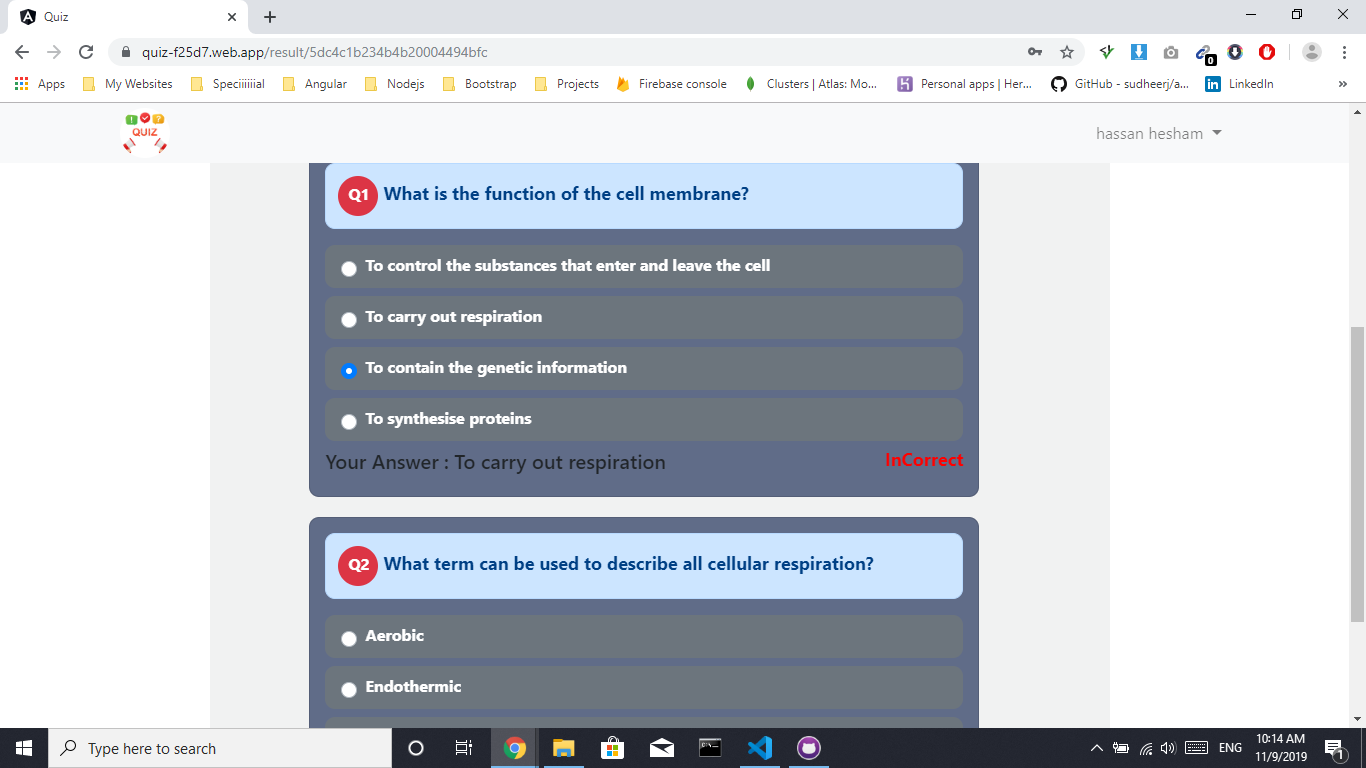 Quiz
quiz-f25d7.web.app/result/5dc4c1b234b4b20004494bfc
0
Apps My Websites Speciiiiiial Angular Nodejs Bootstrap Projects Firebase console Clusters | Atlas: Mo... Personal apps | Her... GitHub - sudheerj/a... LinkedIn »
! ?
QUIZ
hassan hesham
Q1 What is the function of the cell membrane?
To control the substances that enter and leave the cell
To carry out respiration
To contain the genetic information
To synthesise proteins
Your Answer : To carry out respiration InCorrect
Q2 What term can be used to describe all cellular respiration?
Aerobic
Endothermic
Type here to search
ENG
10:14 AM
11/9/2019
1